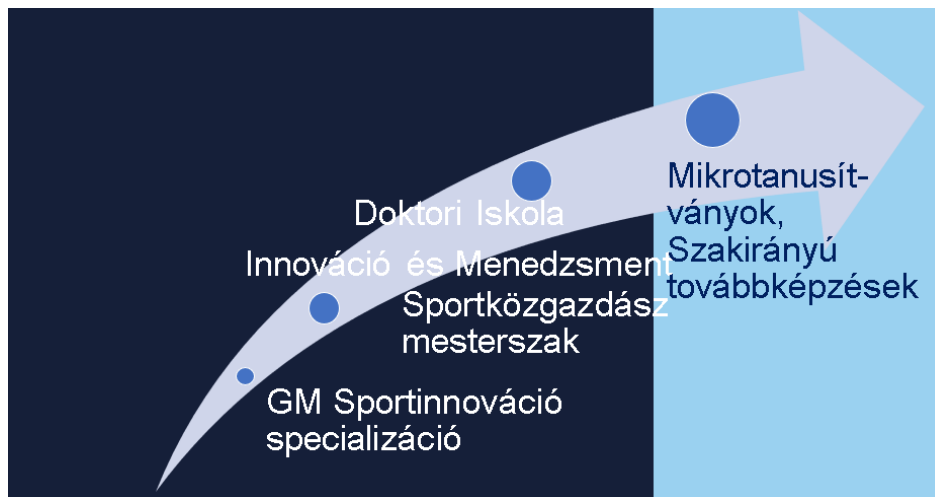 Doktori Iskola
Innováció és Menedzsment
Sportközgazdász
mesterszak
GM Sportinnováció
specializáció
Mikrotanusít-
ványok,
Szakirányú
továbbképzések